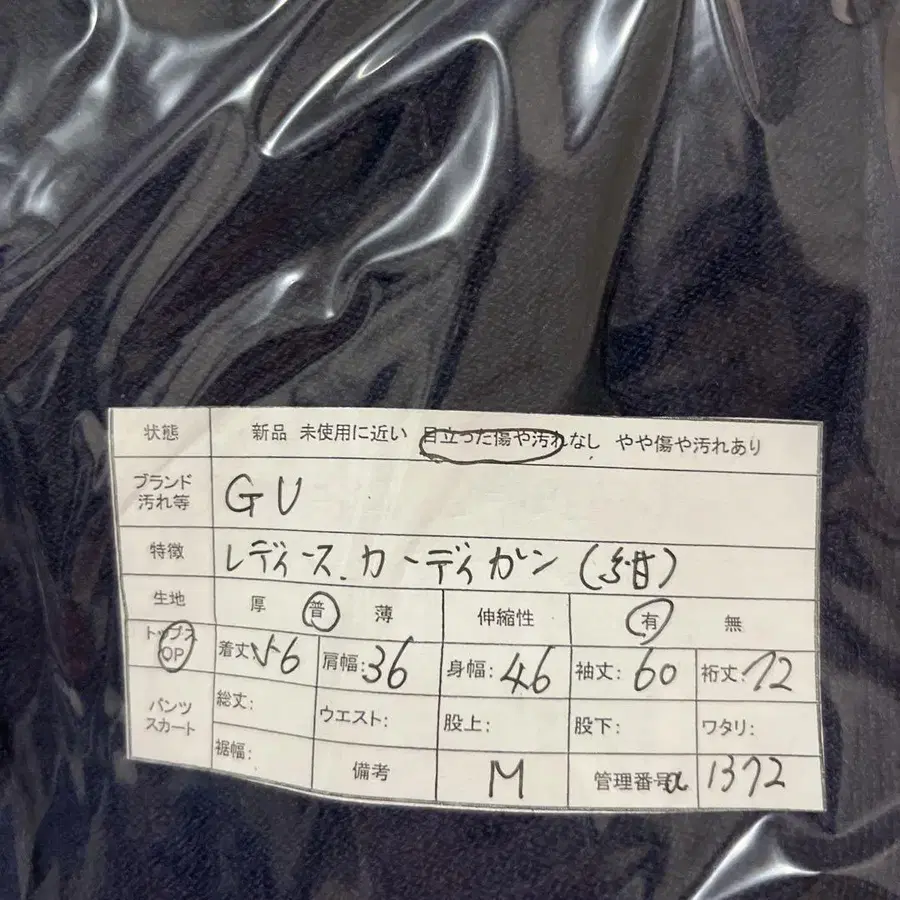 状態 新品 未使用に近い 目立った傷や汚れなし やや傷や汚れあり
ブランド
汚れ等 GU
特徴 レディース.カーディガン(紺)
生地 厚 普 薄 伸縮性 有 無
トップス
OP 着丈56 肩幅:36 身幅:46 袖丈:60 裄丈:72
パンツ
スカート 総丈: ウエスト: 股上: 股下: ワタリ:
裾幅: 備考 M 管理番号a 1372